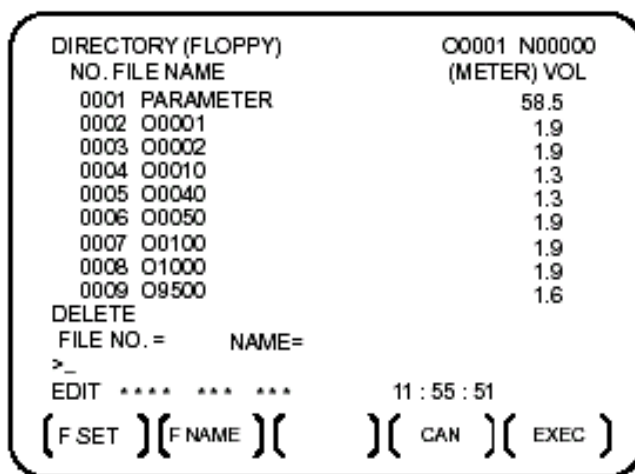 DIRECTORY (FLOPPY) O0001 N00000
NO. FILE NAME (METER) VOL
0001 PARAMETER 58.5
0002 O0001 1.9
0003 O0002 1.9
0004 O0010 1.3
0005 O0040 1.3
0006 O0050 1.9
0007 O0100 1.9
0008 O1000 1.9
0009 O9500 1.6
DELETE
FILE NO. = NAME=
>_
EDIT **** *** *** 11 : 55 : 51
[ F SET ] [ F NAME ] [ ] [ CAN ] [ EXEC ]